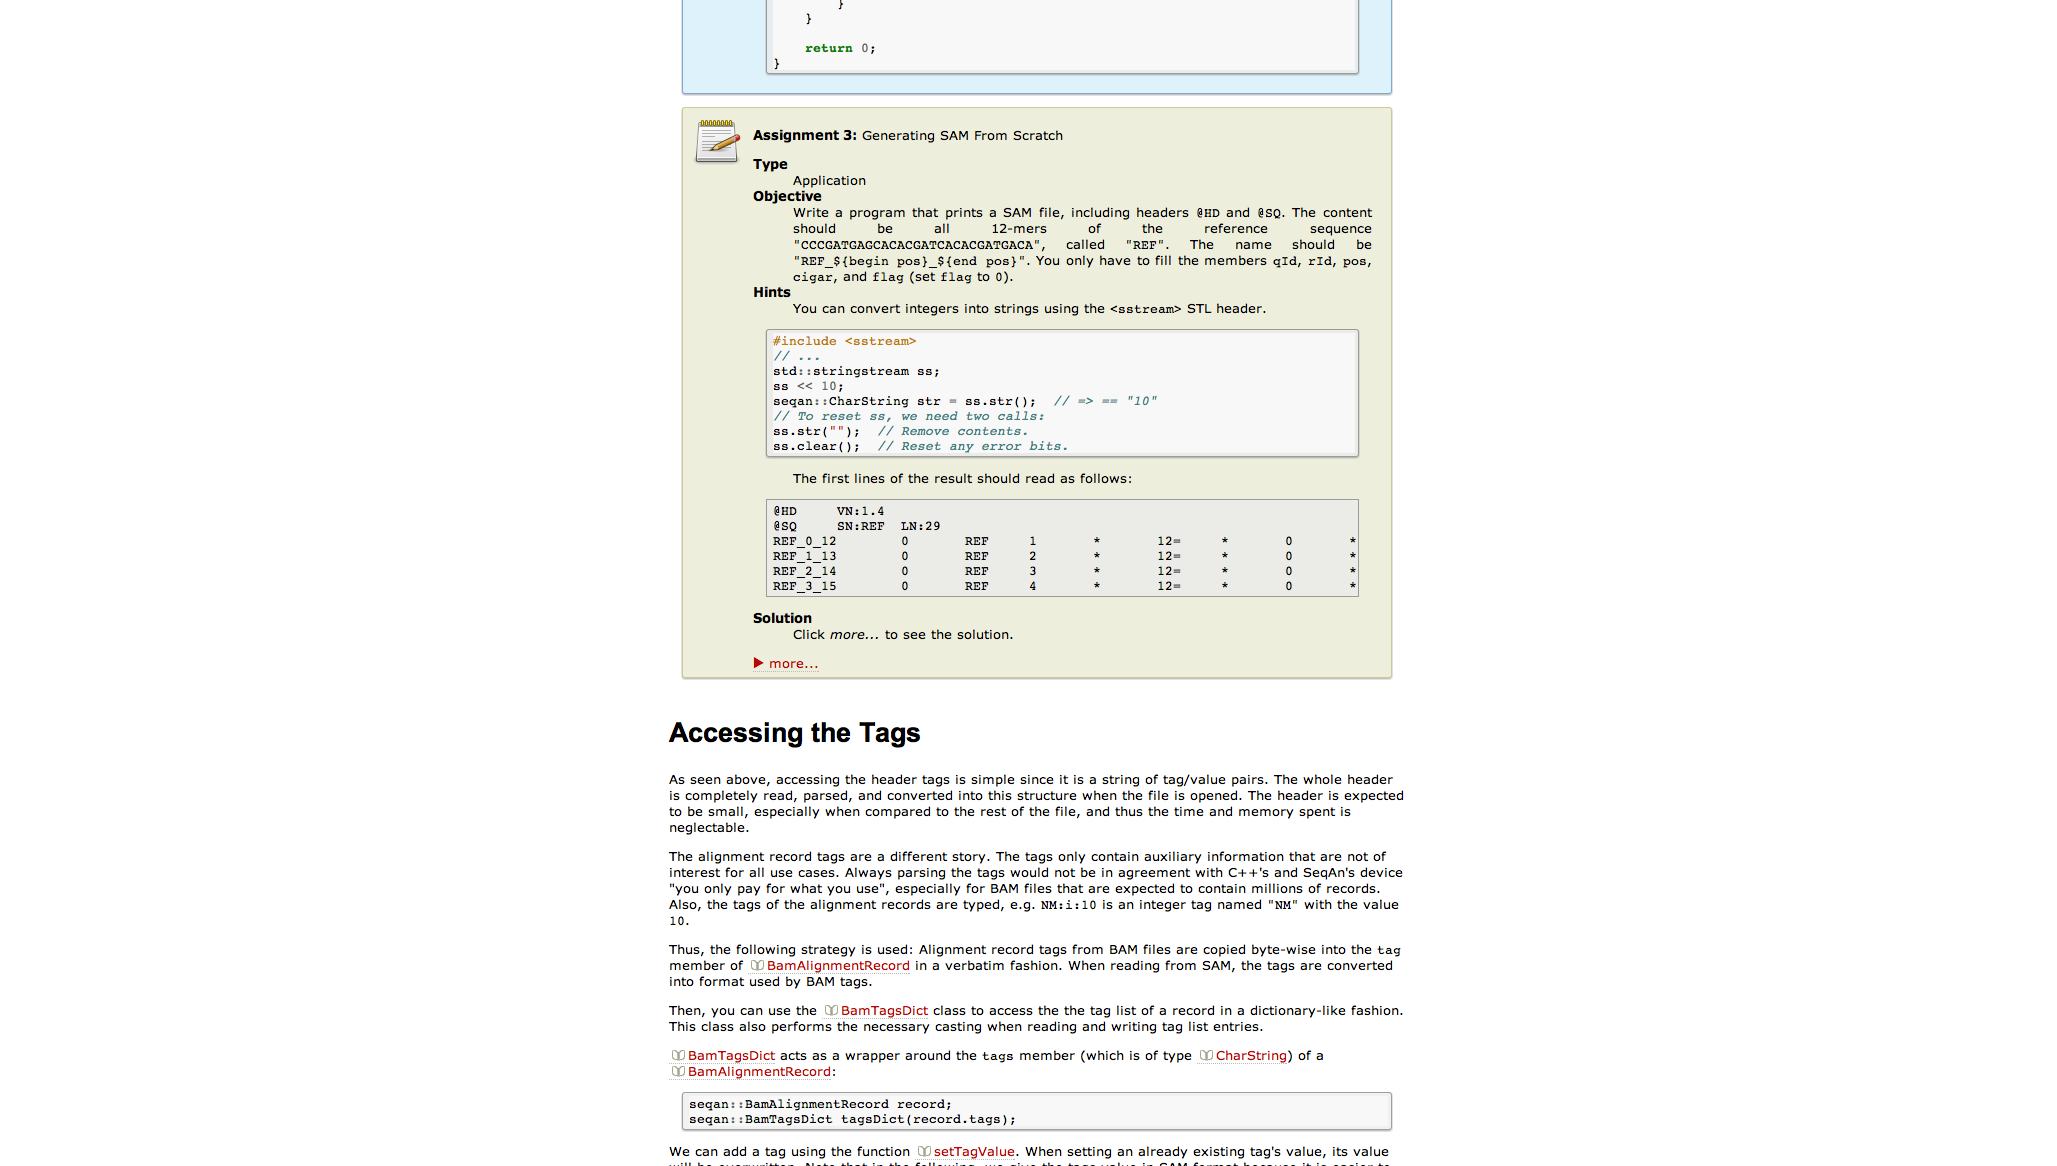 }
}
return 0;
}
Assignment 3: Generating SAM From Scratch
Type
Application
Objective
Write a program that prints a SAM file, including headers @HD and @SQ. The content
should be all 12-mers of the reference sequence
"CCCGATGAGCACACGATCACACGATGACA", called "REF". The name should be
"REF_${begin pos}_${end pos}". You only have to fill the members qId, rId, pos,
cigar, and flag (set flag to 0).
Hints
You can convert integers into strings using the <sstream> STL header.
#include <sstream>
// ...
std::stringstream ss;
ss << 10;
seqan::CharString str = ss.str();  // => == "10"
// To reset ss, we need two calls:
ss.str("");  // Remove contents.
ss.clear();  // Reset any error bits.
The first lines of the result should read as follows:
@HD VN:1.4
@SQ SN:REF LN:29
REF_0_12 0 REF 1 * 12= * 0 *
REF_1_13 0 REF 2 * 12= * 0 *
REF_2_14 0 REF 3 * 12= * 0 *
REF_3_15 0 REF 4 * 12= * 0 *
Solution
Click more... to see the solution.
more...
Accessing the Tags
As seen above, accessing the header tags is simple since it is a string of tag/value pairs. The whole header
is completely read, parsed, and converted into this structure when the file is opened. The header is expected
to be small, especially when compared to the rest of the file, and thus the time and memory spent is
neglectable.
The alignment record tags are a different story. The tags only contain auxiliary information that are not of
interest for all use cases. Always parsing the tags would not be in agreement with C++'s and SeqAn's device
"you only pay for what you use", especially for BAM files that are expected to contain millions of records.
Also, the tags of the alignment records are typed, e.g. NM:i:10 is an integer tag named "NM" with the value
10.
Thus, the following strategy is used: Alignment record tags from BAM files are copied byte-wise into the tag
member of BamAlignmentRecord in a verbatim fashion. When reading from SAM, the tags are converted
into format used by BAM tags.
Then, you can use the BamTagsDict class to access the the tag list of a record in a dictionary-like fashion.
This class also performs the necessary casting when reading and writing tag list entries.
BamTagsDict acts as a wrapper around the tags member (which is of type CharString) of a
BamAlignmentRecord:
seqan::BamAlignmentRecord record;
seqan::BamTagsDict tagsDict(record.tags);
We can add a tag using the function setTagValue. When setting an already existing tag's value, its value